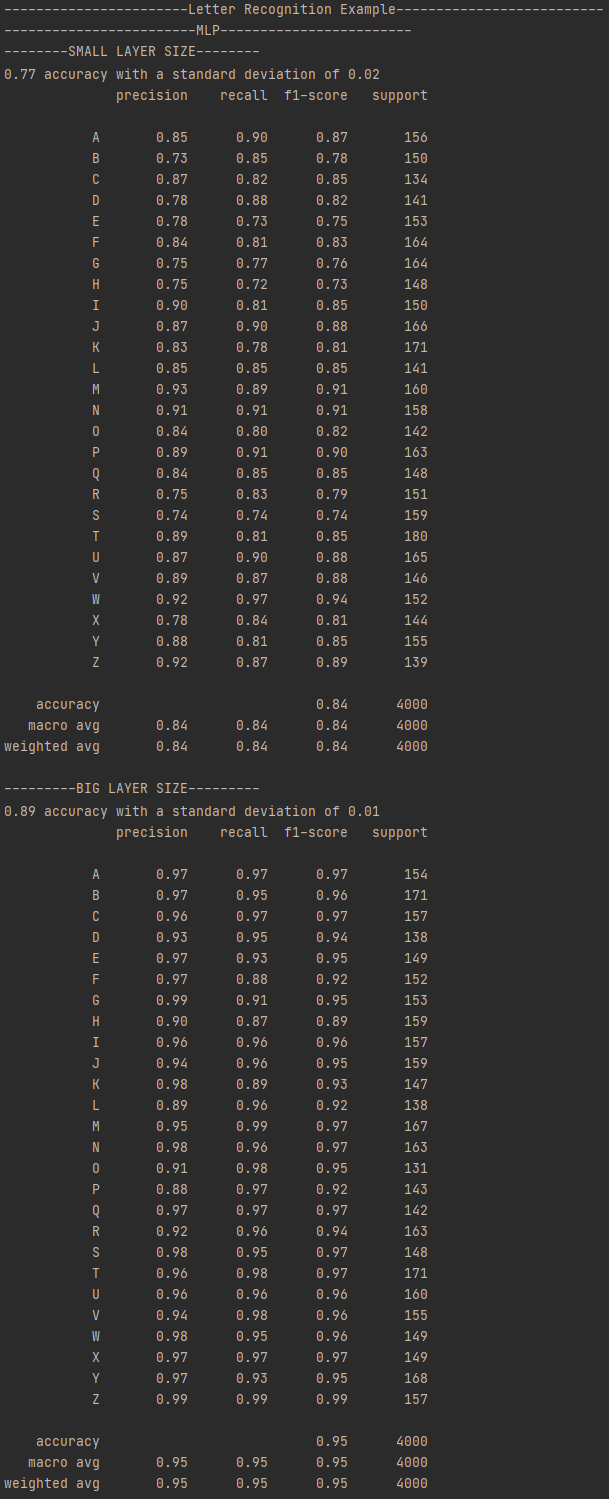 -----------------------Letter Recognition Example--------------------------
------------------------MLP------------------------
--------SMALL LAYER SIZE--------
0.77 accuracy with a standard deviation of 0.02
              precision    recall  f1-score   support

           A       0.85      0.90      0.87       156
           B       0.73      0.85      0.78       150
           C       0.87      0.82      0.85       134
           D       0.78      0.88      0.82       141
           E       0.78      0.73      0.75       153
           F       0.84      0.81      0.83       164
           G       0.75      0.77      0.76       164
           H       0.75      0.72      0.73       148
           I       0.90      0.81      0.85       150
           J       0.87      0.90      0.88       166
           K       0.83      0.78      0.81       171
           L       0.85      0.85      0.85       141
           M       0.93      0.89      0.91       160
           N       0.91      0.91      0.91       158
           O       0.84      0.80      0.82       142
           P       0.89      0.91      0.90       163
           Q       0.84      0.85      0.85       148
           R       0.75      0.83      0.79       151
           S       0.74      0.74      0.74       159
           T       0.89      0.81      0.85       180
           U       0.87      0.90      0.88       165
           V       0.89      0.87      0.88       146
           W       0.92      0.97      0.94       152
           X       0.78      0.84      0.81       144
           Y       0.88      0.81      0.85       155
           Z       0.92      0.87      0.89       139

    accuracy                           0.84      4000
   macro avg       0.84      0.84      0.84      4000
weighted avg       0.84      0.84      0.84      4000

---------BIG LAYER SIZE---------
0.89 accuracy with a standard deviation of 0.01
              precision    recall  f1-score   support

           A       0.97      0.97      0.97       154
           B       0.97      0.95      0.96       171
           C       0.96      0.97      0.97       157
           D       0.93      0.95      0.94       138
           E       0.97      0.93      0.95       149
           F       0.97      0.88      0.92       152
           G       0.99      0.91      0.95       153
           H       0.90      0.87      0.89       159
           I       0.96      0.96      0.96       157
           J       0.94      0.96      0.95       159
           K       0.98      0.89      0.93       147
           L       0.89      0.96      0.92       138
           M       0.95      0.99      0.97       167
           N       0.98      0.96      0.97       163
           O       0.91      0.98      0.95       131
           P       0.88      0.97      0.92       143
           Q       0.97      0.97      0.97       142
           R       0.92      0.96      0.94       163
           S       0.98      0.95      0.97       148
           T       0.96      0.98      0.97       171
           U       0.96      0.96      0.96       160
           V       0.94      0.98      0.96       155
           W       0.98      0.95      0.96       149
           X       0.97      0.97      0.97       149
           Y       0.97      0.93      0.95       168
           Z       0.99      0.99      0.99       157

    accuracy                           0.95      4000
   macro avg       0.95      0.95      0.95      4000
weighted avg       0.95      0.95      0.95      4000